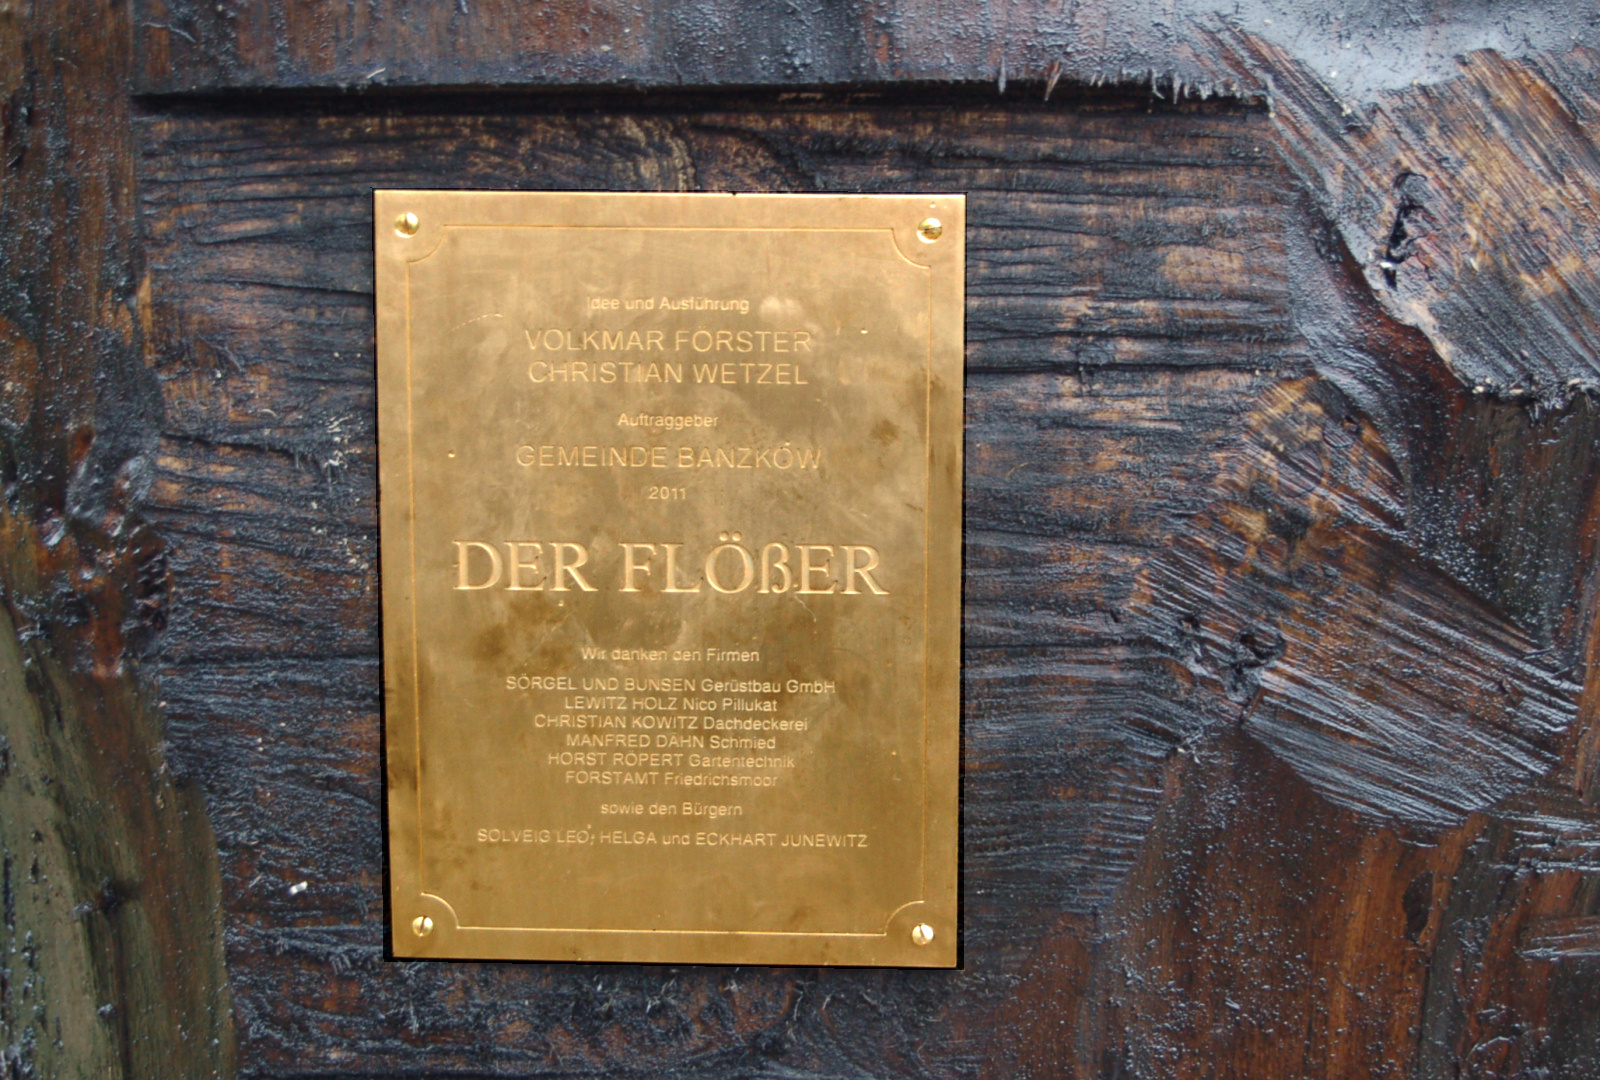 Idee und Ausführung
VOLKMAR FÖRSTER
CHRISTIAN WETZEL
Auftraggeber
GEMEINDE BANZKOW
2011
DER FLÖßER
Wir danken den Firmen
SÖRGEL UND BUNSEN Gerüstbau GmbH
LEWITZ HOLZ Nico Pillukat
CHRISTIAN KOWITZ Dachdeckerei
MANFRED DÄHN Schmied
HORST RÖPERT Gartentechnik
FORSTAMT Friedrichsmoor
sowie den Bürgern
SOLVEIG LEO, HELGA und ECKHART JUNEWITZ